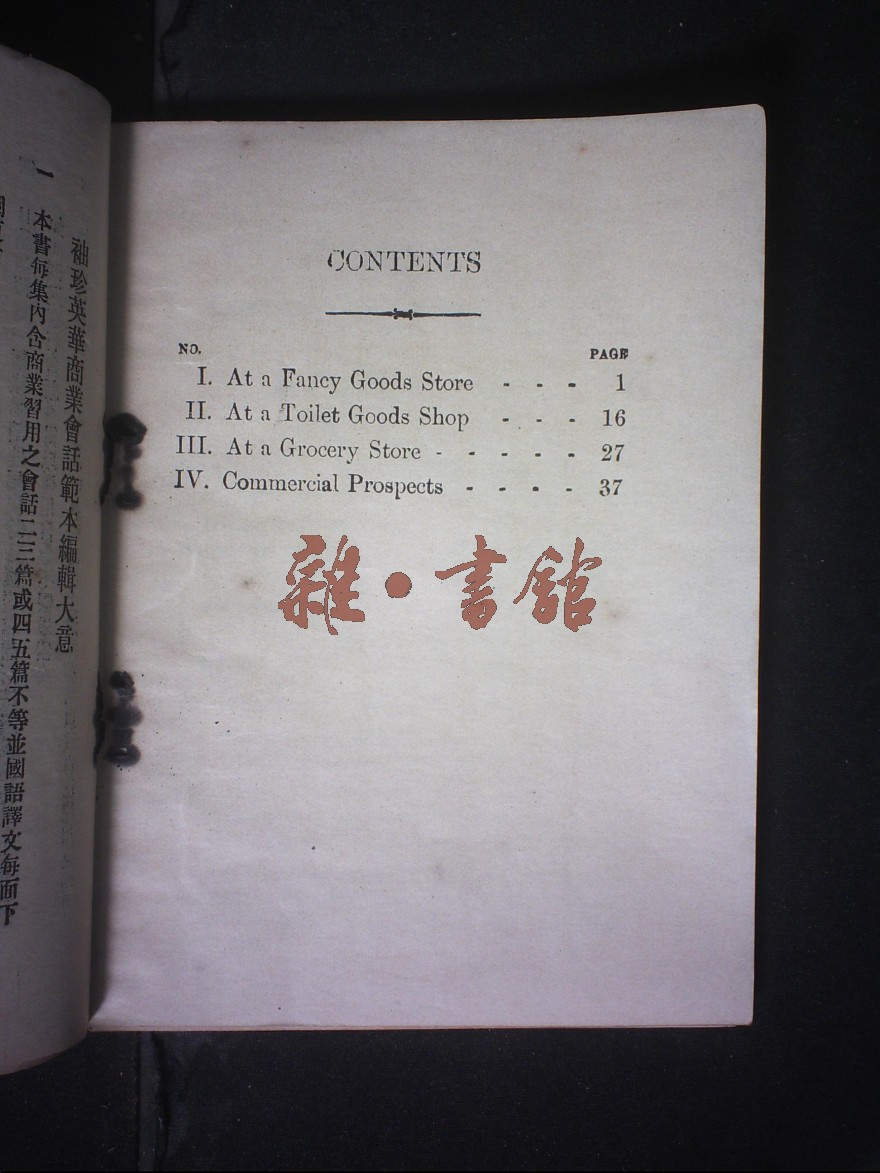 袖珍英華商業會話範本編輯大意
一 本書每集內含商業習用之會話二三篇或四五篇不等並國語譯文每面下
CONTENTS
NO. PAGE
I. At a Fancy Goods Store - - - 1
II. At a Toilet Goods Shop - - - 16
III. At a Grocery Store - - - - - 27
IV. Commercial Prospects - - - - 37
雜•書館